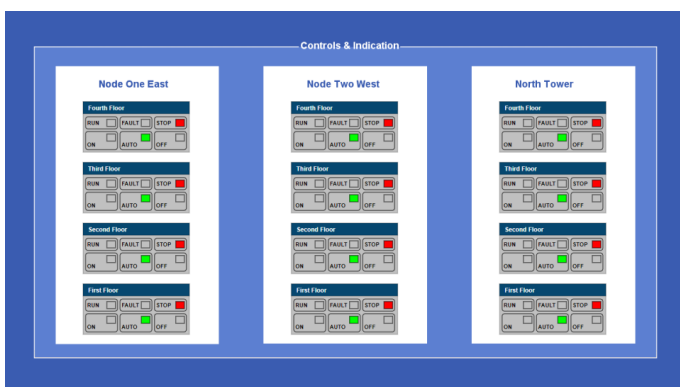 Controls & Indication
Node One East
Fourth Floor
RUN FAULT STOP
ON AUTO OFF
Third Floor
RUN FAULT STOP
ON AUTO OFF
Second Floor
RUN FAULT STOP
ON AUTO OFF
First Floor
RUN FAULT STOP
ON AUTO OFF
Node Two West
Fourth Floor
RUN FAULT STOP
ON AUTO OFF
Third Floor
RUN FAULT STOP
ON AUTO OFF
Second Floor
RUN FAULT STOP
ON AUTO OFF
First Floor
RUN FAULT STOP
ON AUTO OFF
North Tower
Fourth Floor
RUN FAULT STOP
ON AUTO OFF
Third Floor
RUN FAULT STOP
ON AUTO OFF
Second Floor
RUN FAULT STOP
ON AUTO OFF
First Floor
RUN FAULT STOP
ON AUTO OFF